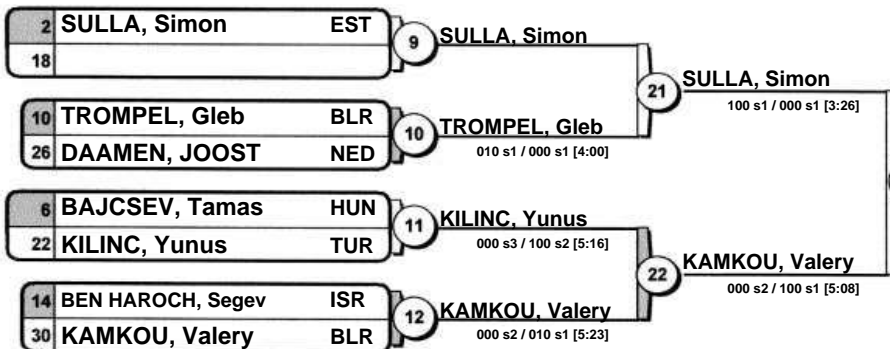 2 SULLA, Simon EST
18
9 SULLA, Simon
10 TROMPEL, Gleb BLR
26 DAAMEN, JOOST NED
10 TROMPEL, Gleb
010 s1 / 000 s1 [4:00]
21 SULLA, Simon
100 s1 / 000 s1 [3:26]
6 BAJCSEV, Tamas HUN
22 KILINC, Yunus TUR
11 KILINC, Yunus
000 s3 / 100 s2 [5:16]
14 BEN HAROCH, Segev ISR
30 KAMKOU, Valery BLR
12 KAMKOU, Valery
000 s2 / 010 s1 [5:23]
22 KAMKOU, Valery
000 s2 / 100 s1 [5:08]